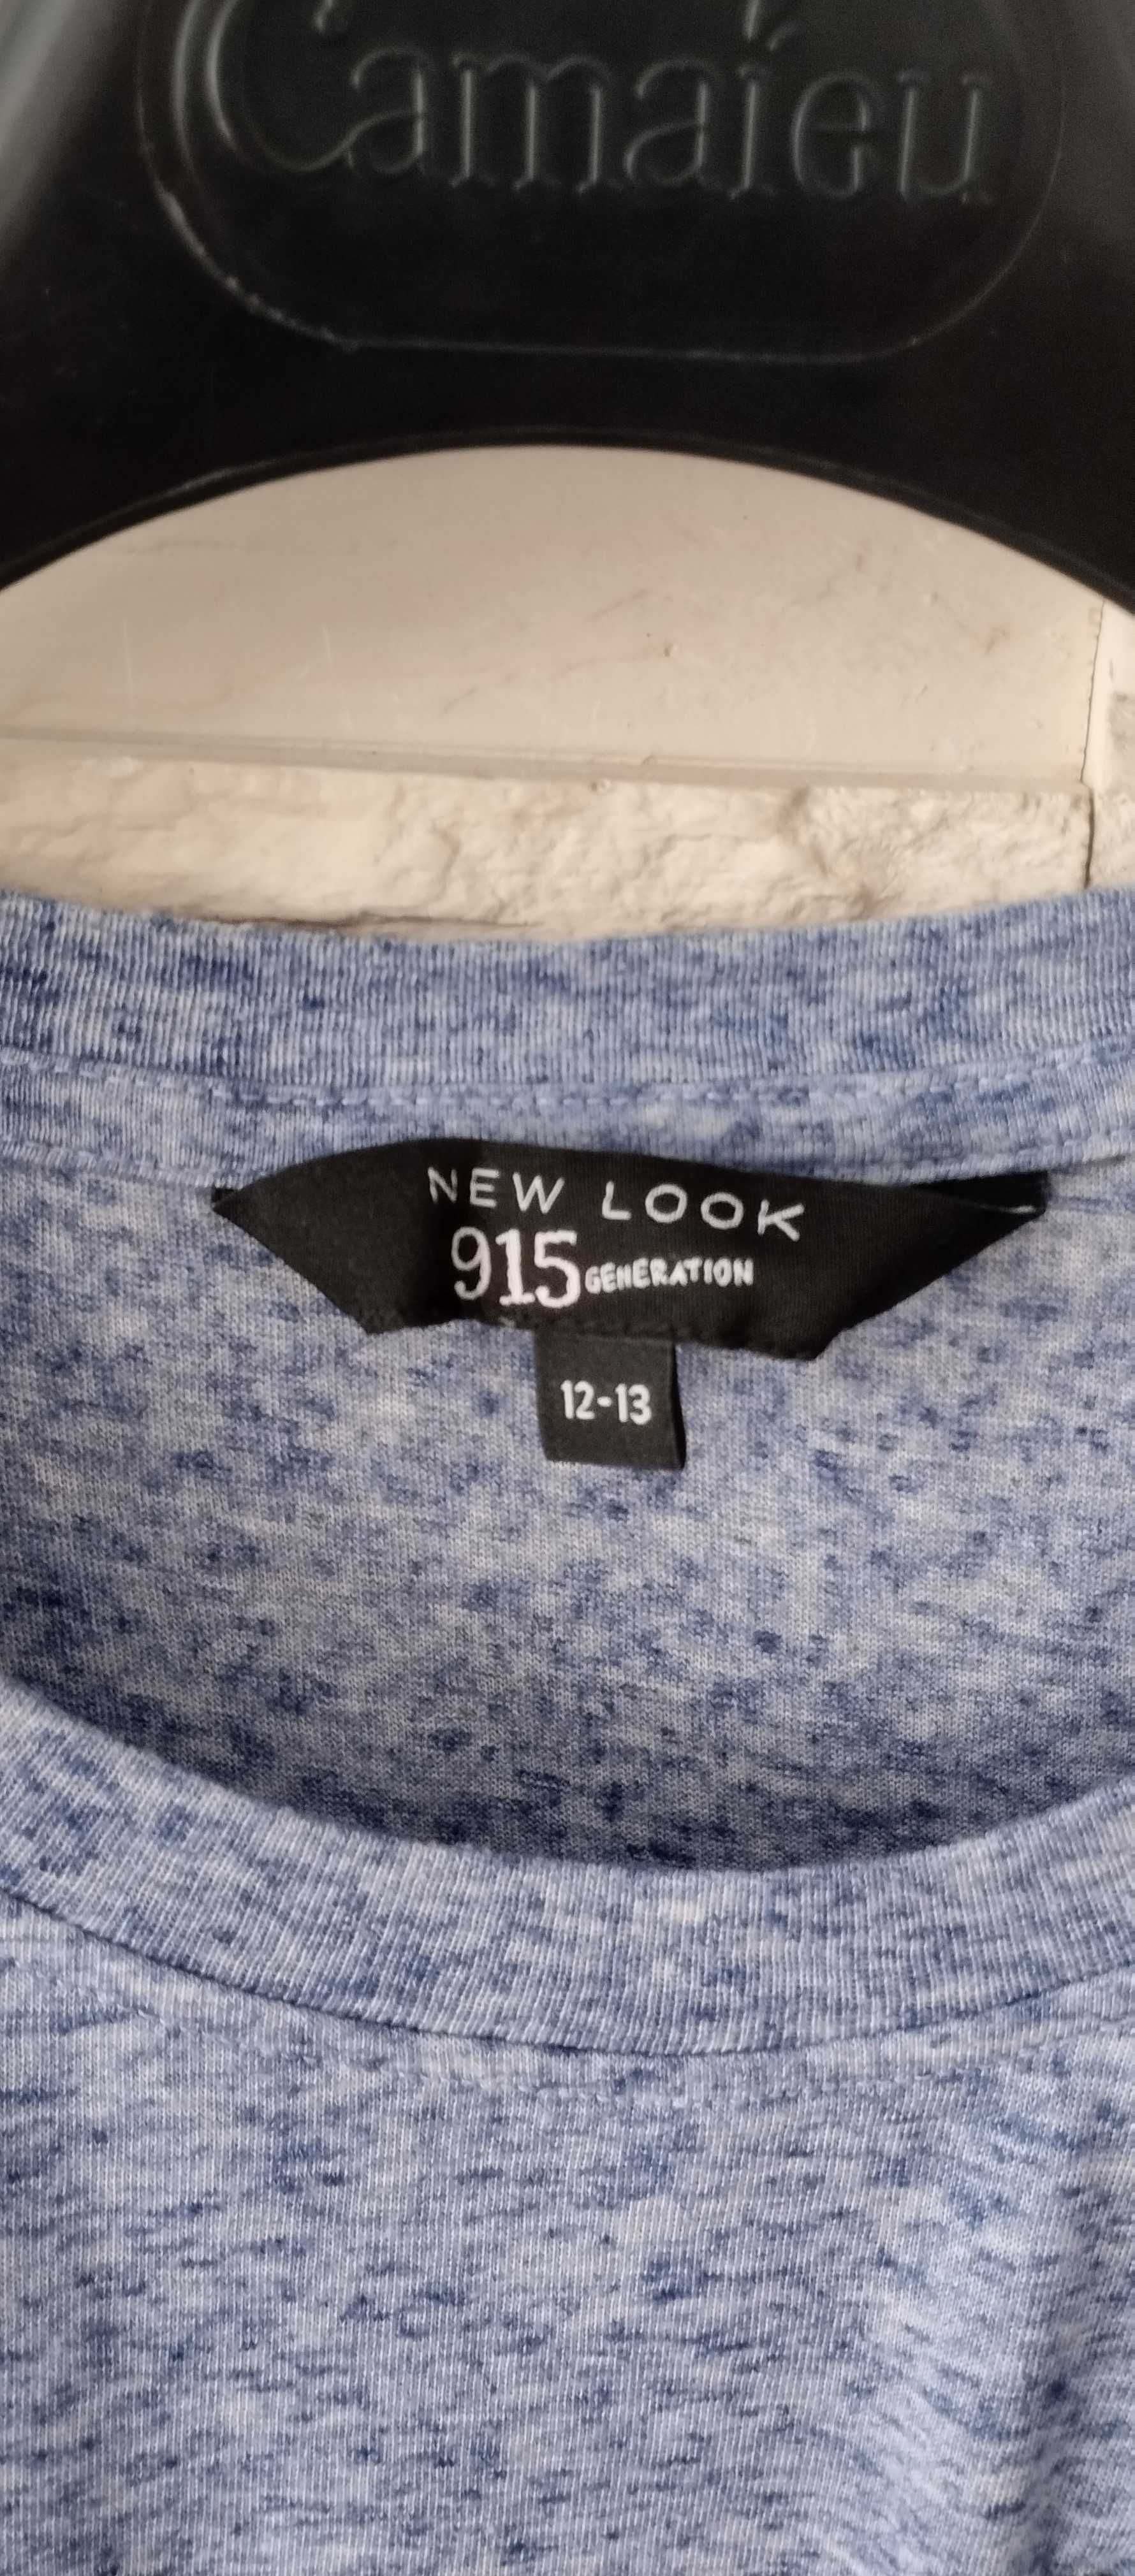 Camaïeu
NEW LOOK
915 GENERATION
12-13